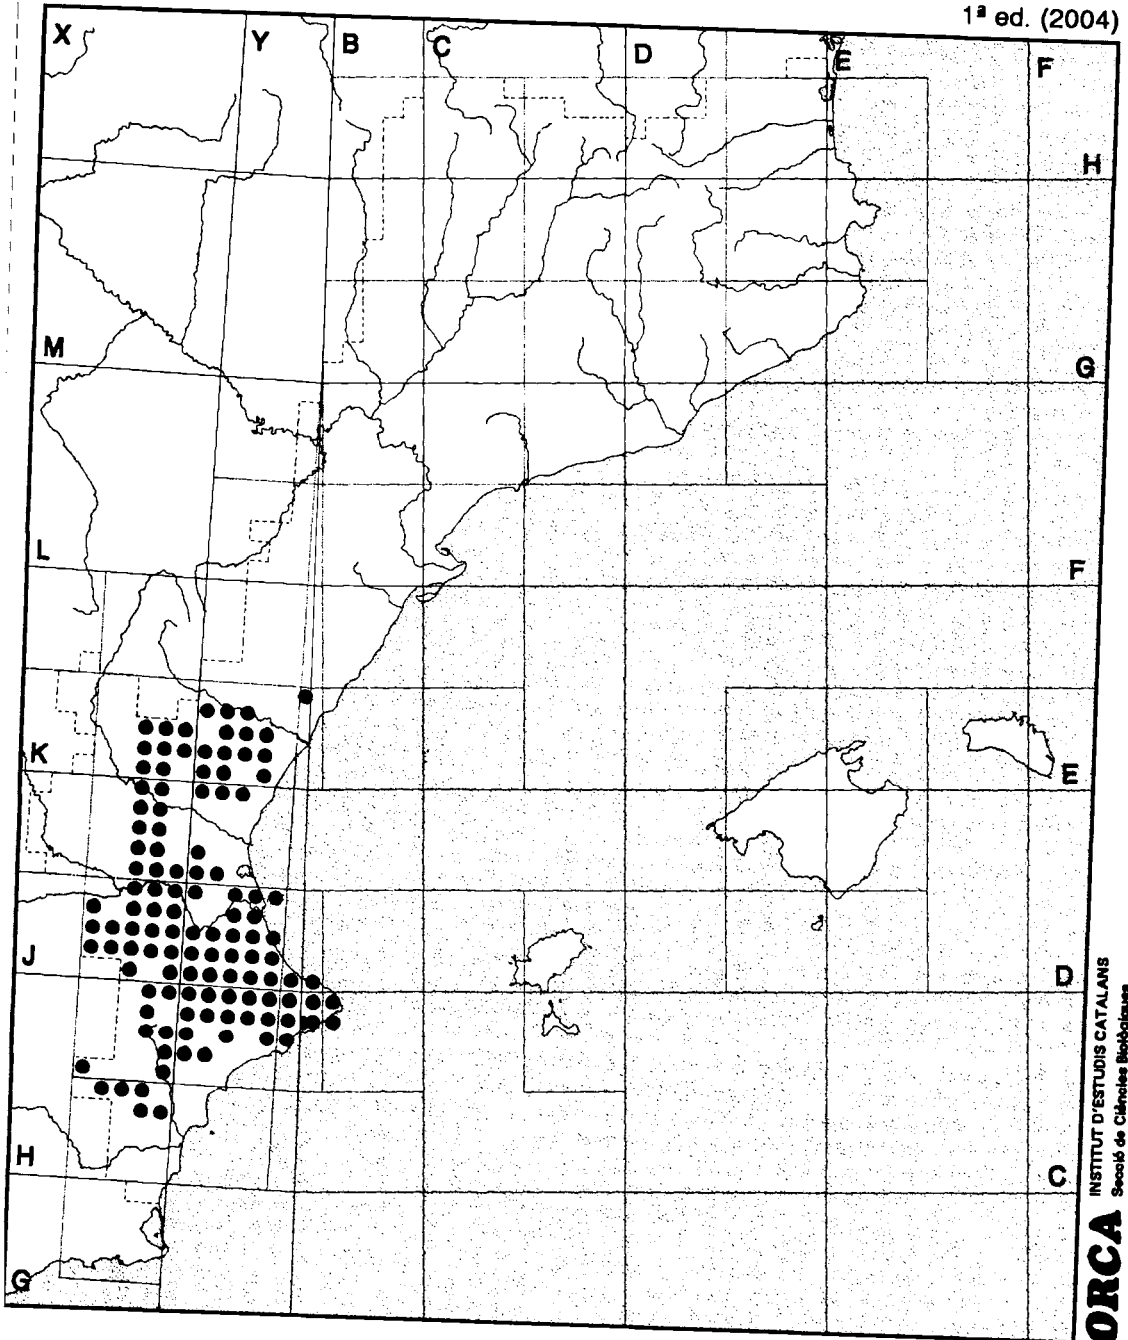 1ª ed. (2004)
X
Y
B
C
D
E
F
H
M
G
L
F
K
E
J
D
H
C
G
ORCA
INSTITUT D'ESTUDIS CATALANS
Secció de Ciències Biològiques